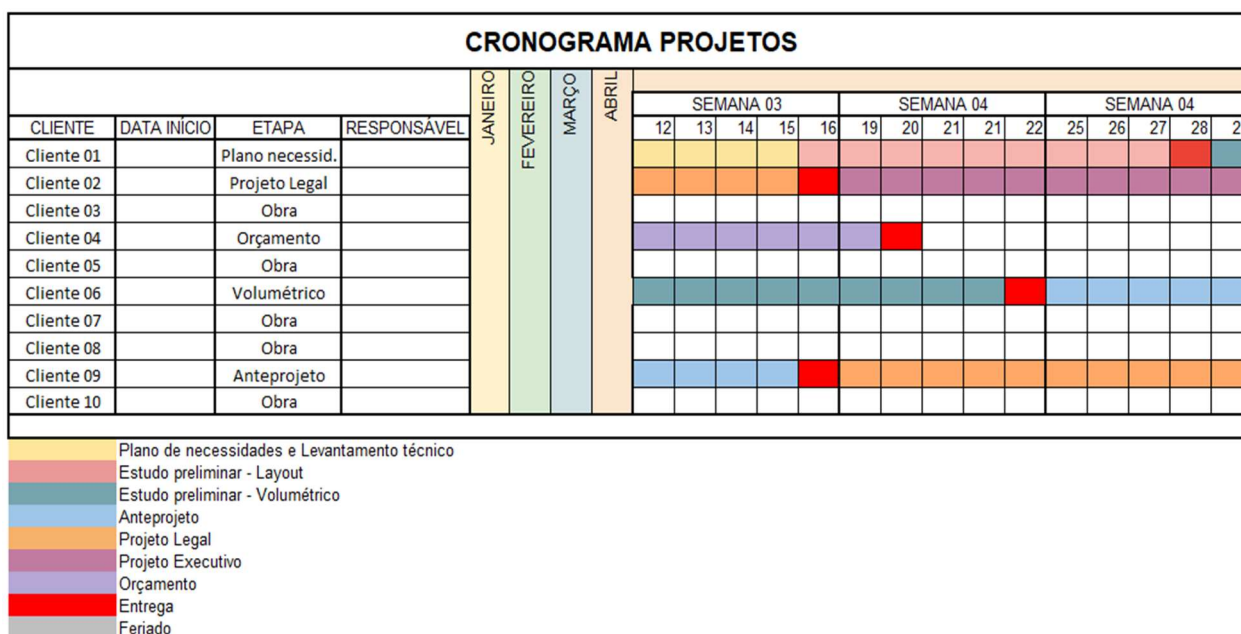 CRONOGRAMA PROJETOS
JANEIRO
FEVEREIRO
MARÇO
ABRIL
SEMANA 03 SEMANA 04 SEMANA 04
CLIENTE DATA INÍCIO ETAPA RESPONSÁVEL 12 13 14 15 16 19 20 21 21 22 25 26 27 28 2
Cliente 01 Plano necessid.
Cliente 02 Projeto Legal
Cliente 03 Obra
Cliente 04 Orçamento
Cliente 05 Obra
Cliente 06 Volumétrico
Cliente 07 Obra
Cliente 08 Obra
Cliente 09 Anteprojeto
Cliente 10 Obra
Plano de necessidades e Levantamento técnico
Estudo preliminar - Layout
Estudo preliminar - Volumétrico
Anteprojeto
Projeto Legal
Projeto Executivo
Orçamento
Entrega
Feriado